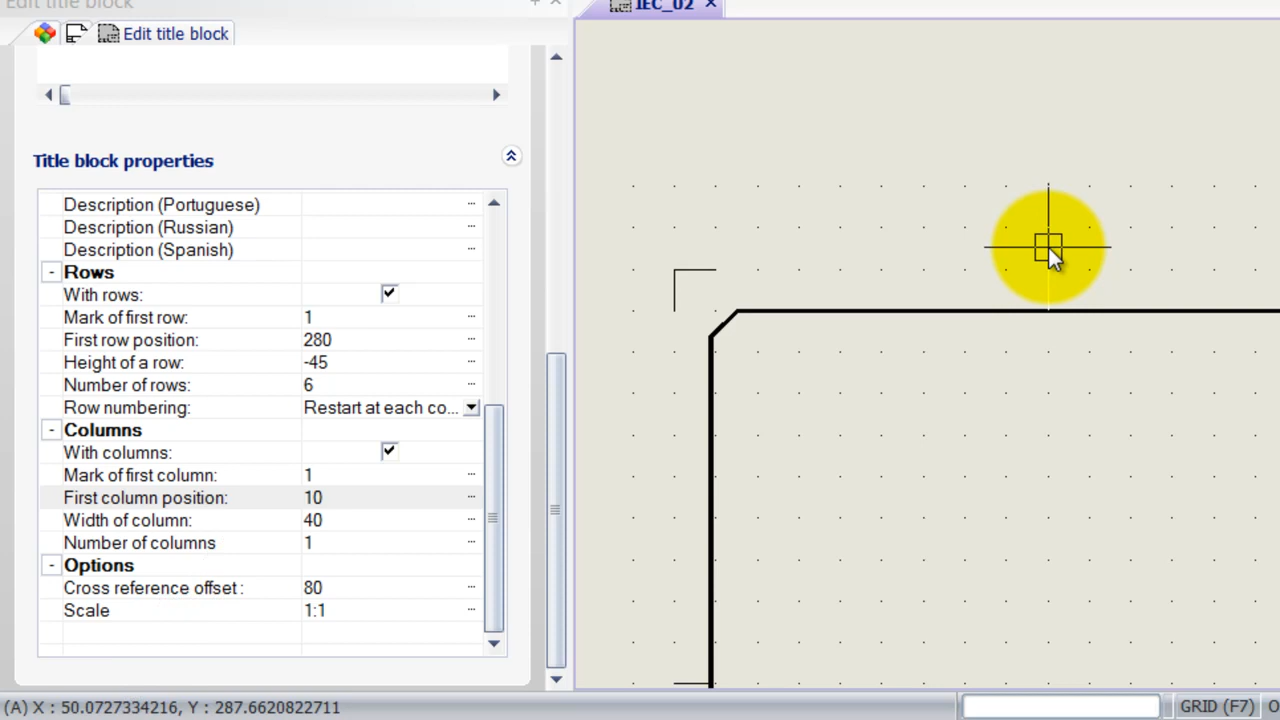 Edit title block
IEC_02
Edit title block
Title block properties
Description (Portuguese)
Description (Russian)
Description (Spanish)
Rows
With rows:
Mark of first row: 1
First row position: 280
Height of a row: -45
Number of rows: 6
Row numbering: Restart at each co...
Columns
With columns:
Mark of first column: 1
First column position: 10
Width of column: 40
Number of columns 1
Options
Cross reference offset : 80
Scale 1:1
(A) X : 50.0727334216, Y : 287.6620822711
GRID (F7)